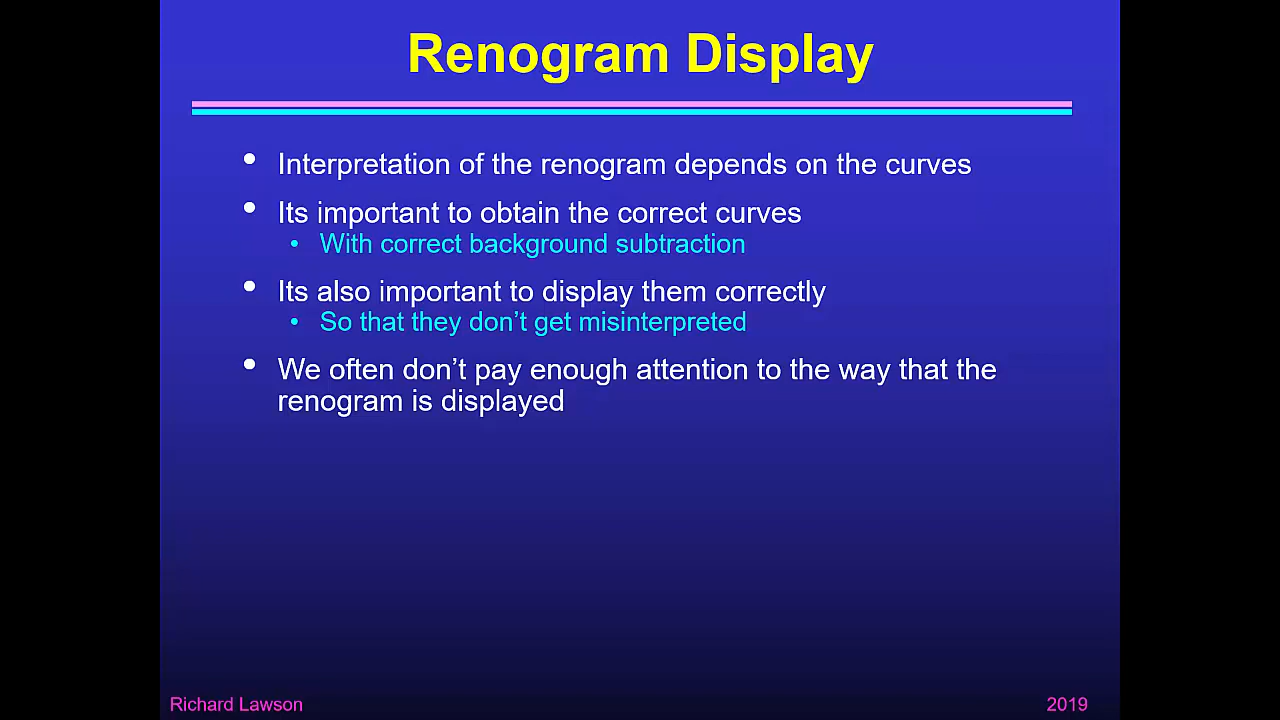 Renogram Display
• Interpretation of the renogram depends on the curves
• Its important to obtain the correct curves
• With correct background subtraction
• Its also important to display them correctly
• So that they don’t get misinterpreted
• We often don’t pay enough attention to the way that the
renogram is displayed
Richard Lawson
2019